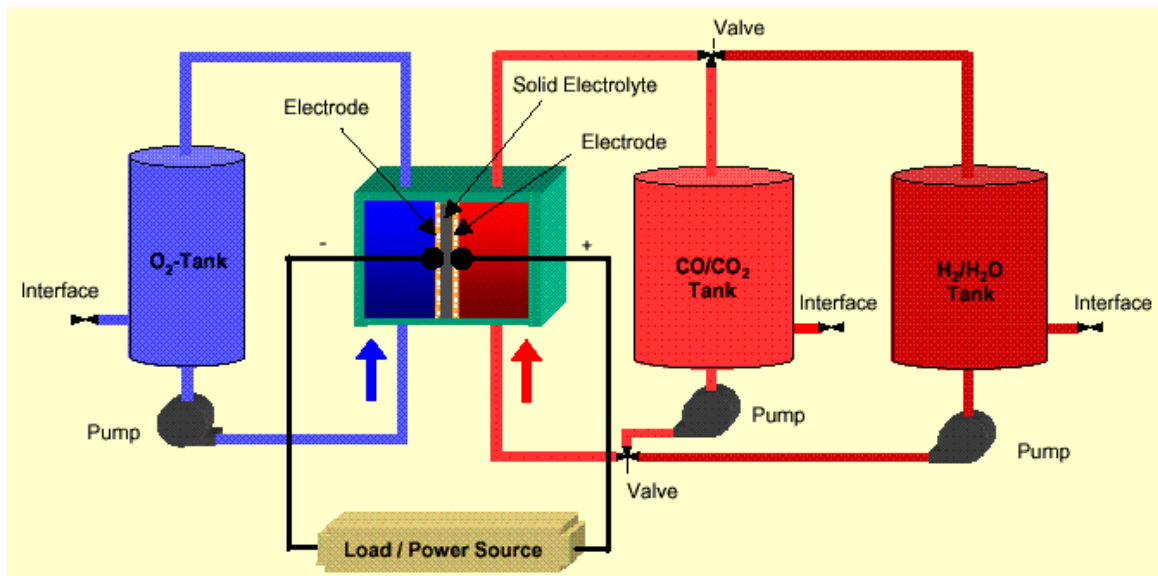 Valve
Solid Electrolyte
Electrode
Electrode
-
+
O₂-Tank
CO/CO₂
Tank
H₂/H₂O
Tank
Interface
Interface
Interface
Pump
Pump
Pump
Valve
Load / Power Source